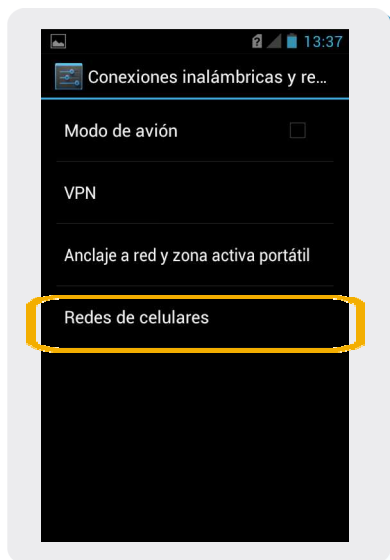 13:37
Conexiones inalámbricas y re...
Modo de avión
VPN
Anclaje a red y zona activa portátil
Redes de celulares